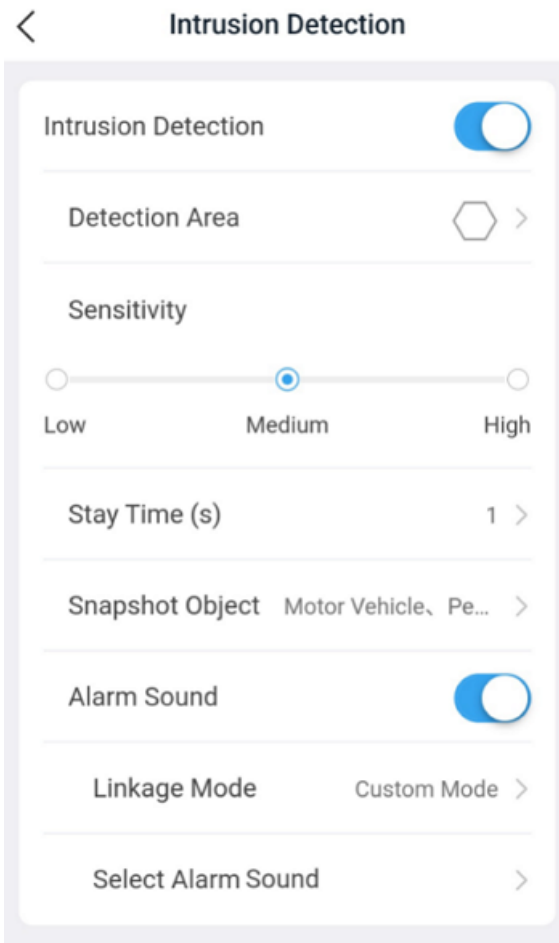 Intrusion Detection
Intrusion Detection
Detection Area
Sensitivity
Low Medium High
Stay Time (s) 1
Snapshot Object Motor Vehicle、Pe...
Alarm Sound
Linkage Mode Custom Mode
Select Alarm Sound